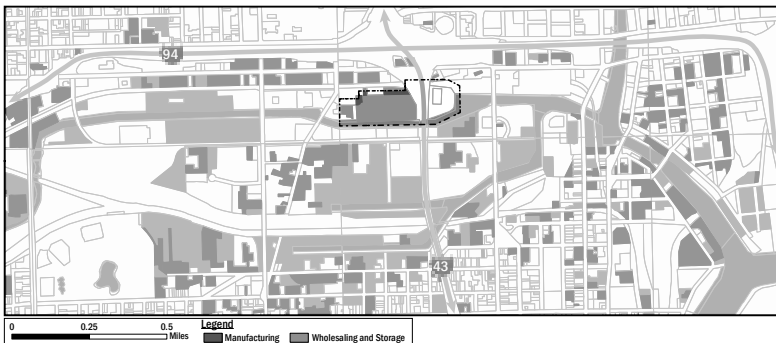 94
43
0 0.25 0.5
Miles
Legend
Manufacturing Wholesaling and Storage